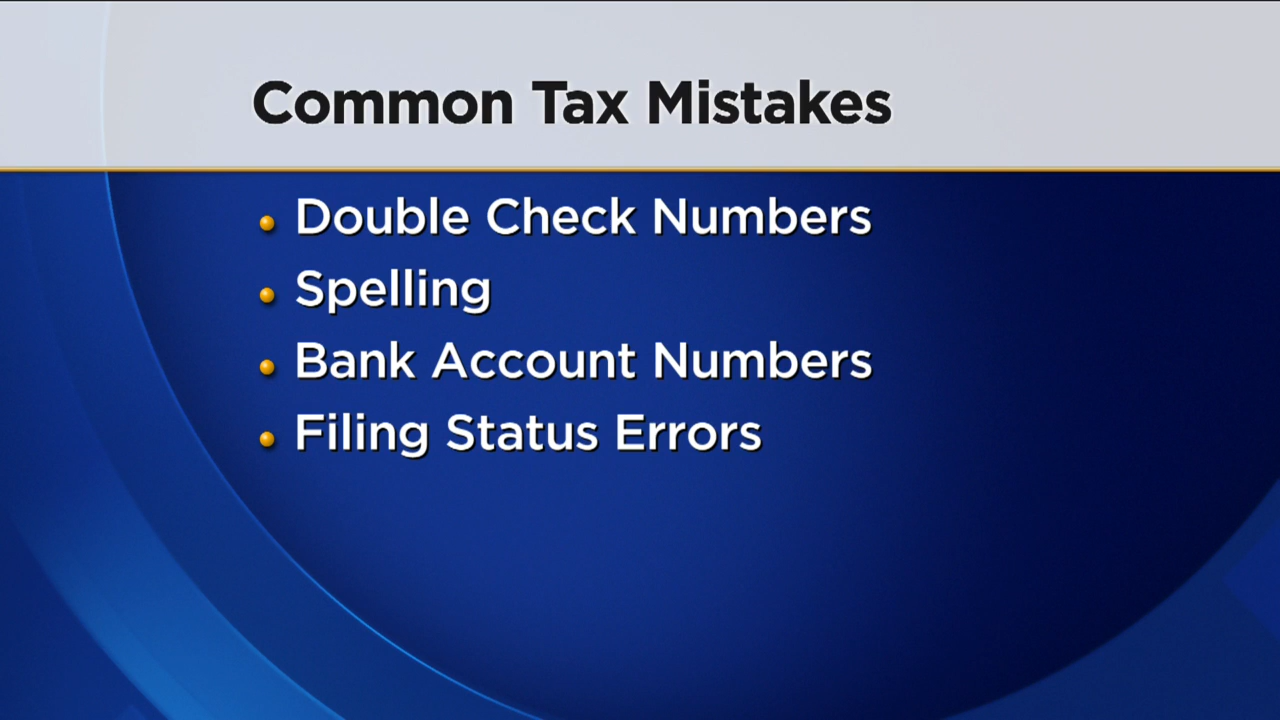 Common Tax Mistakes
Double Check Numbers
Spelling
Bank Account Numbers
Filing Status Errors